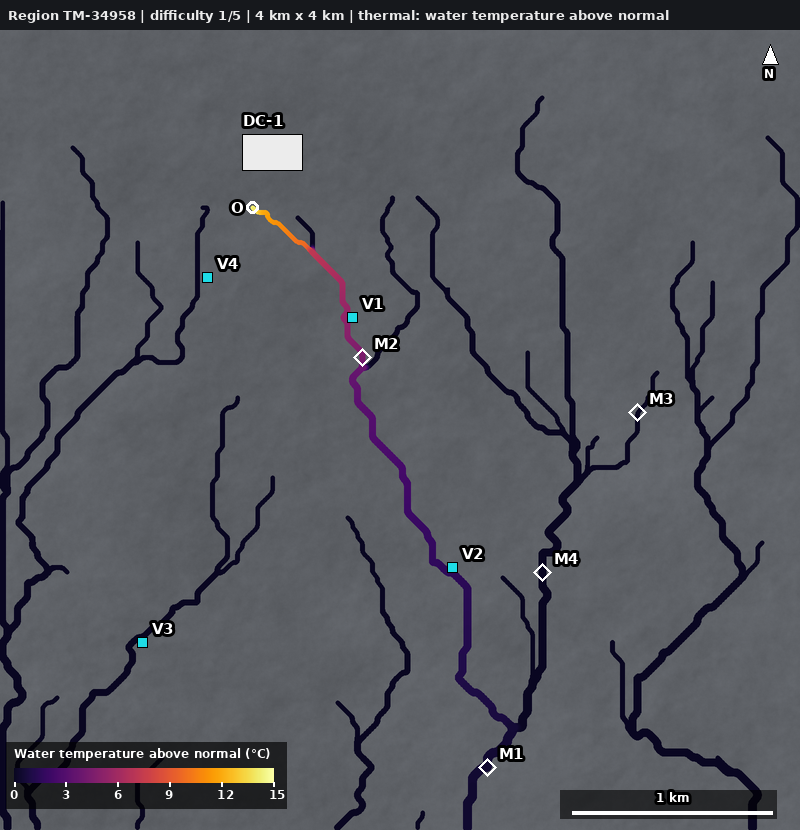 Region TM-34958 | difficulty 1/5 | 4 km x 4 km | thermal: water temperature above normal
N
DC-1
O
V4
V1
M2
M3
V2
M4
V3
M1
Water temperature above normal (°C)
0 3 6 9 12 15
1 km